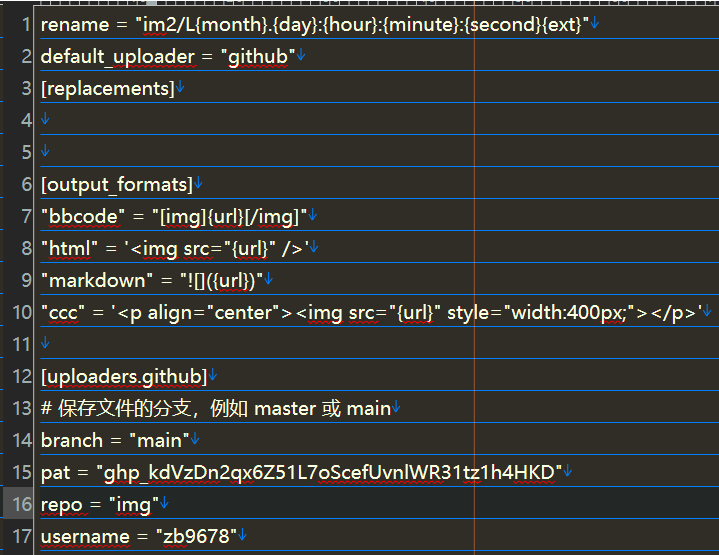 1 rename = "im2/L{month}.{day}:{hour}:{minute}:{second}{ext}"
2 default_uploader = "github"
3 [replacements]
4
5
6 [output_formats]
7 "bbcode" = "[img]{url}[/img]"
8 "html" = '<img src="{url}" />'
9 "markdown" = "![]({url})"
10 "ccc" = '<p align="center"><img src="{url}" style="width:400px;"></p>'
11
12 [uploaders.github]
13 # 保存文件的分支，例如 master 或 main
14 branch = "main"
15 pat = "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"
16 repo = "img"
17 username = "zb9678"